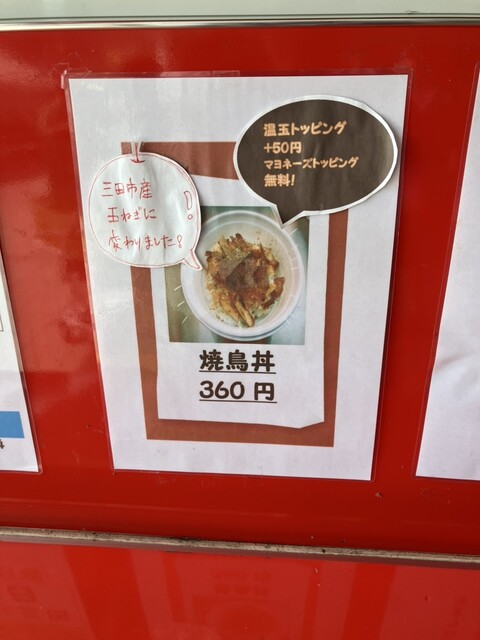 温玉トッピング
+50円
マヨネーズトッピング
無料!
三田市産
玉ねぎに
変わりました!
焼鳥丼
360円